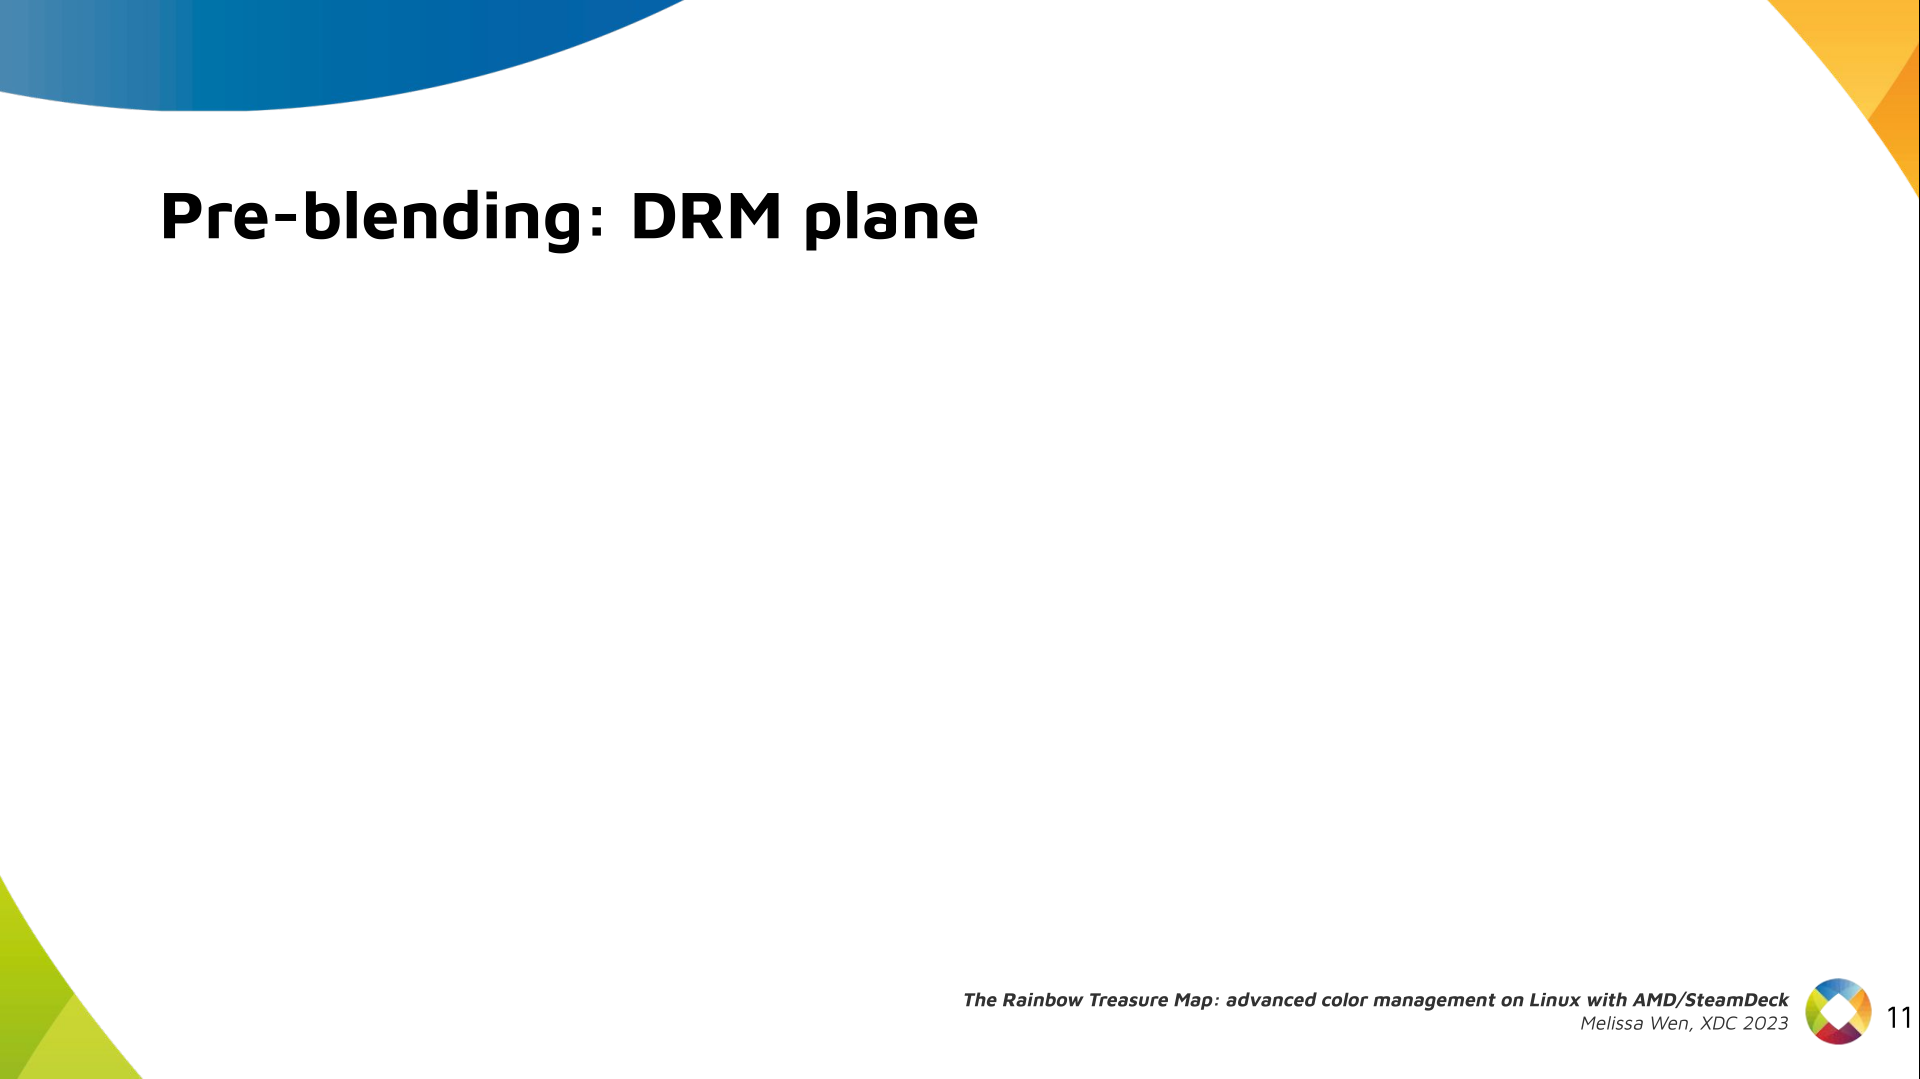 Pre-blending: DRM plane
The Rainbow Treasure Map: advanced color management on Linux with AMD/SteamDeck
Melissa Wen, XDC 2023
11